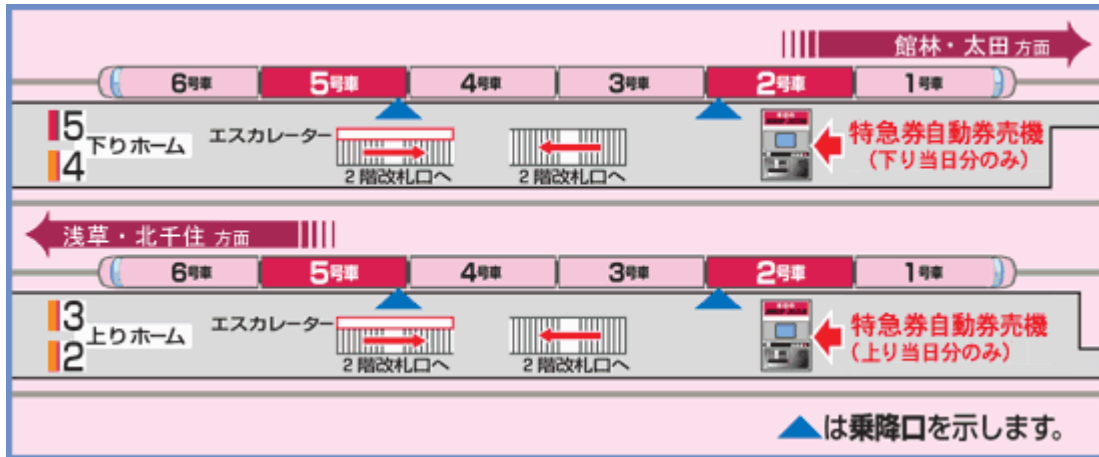 館林・太田 方面
6号車 5号車 4号車 3号車 2号車 1号車
5
下りホーム
4
エスカレーター
2階改札口へ
2階改札口へ
特急券自動券売機
(下り当日分のみ)
浅草・北千住 方面
6号車 5号車 4号車 3号車 2号車 1号車
3
上りホーム
2
エスカレーター
2階改札口へ
2階改札口へ
特急券自動券売機
(上り当日分のみ)
は乗降口を示します。